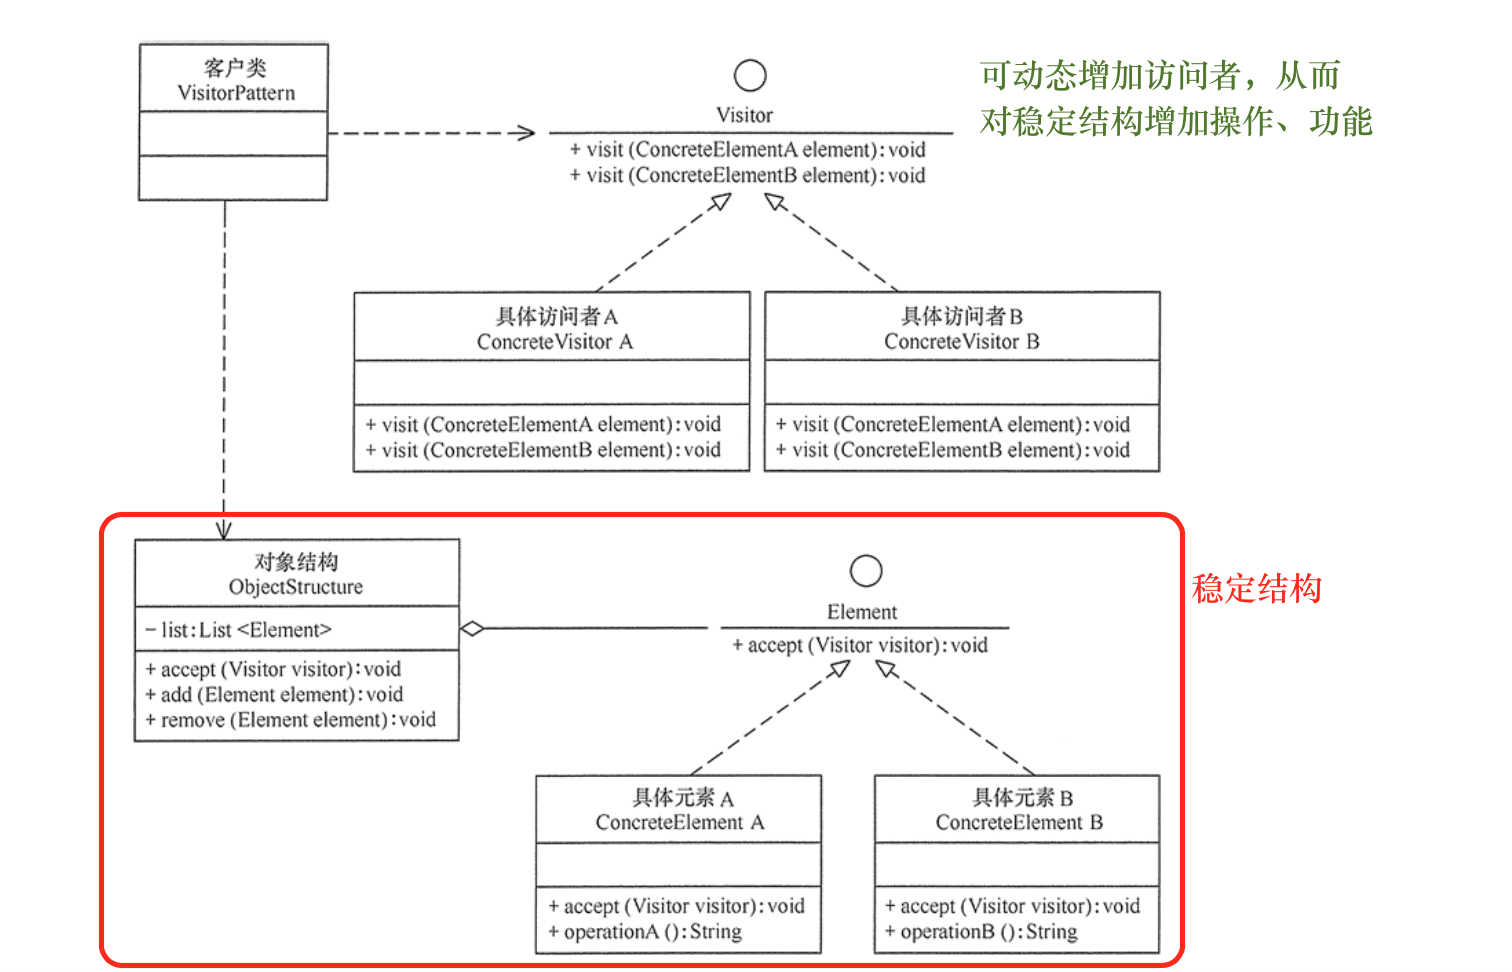 客户类
VisitorPattern
Visitor
+ visit (ConcreteElementA element):void
+ visit (ConcreteElementB element):void
可动态增加访问者，从而
对稳定结构增加操作、功能
具体访问者A
ConcreteVisitor A
+ visit (ConcreteElementA element):void
+ visit (ConcreteElementB element):void
具体访问者B
ConcreteVisitor B
+ visit (ConcreteElementA element):void
+ visit (ConcreteElementB element):void
对象结构
ObjectStructure
− list:List <Element>
+ accept (Visitor visitor):void
+ add (Element element):void
+ remove (Element element):void
Element
+ accept (Visitor visitor):void
稳定结构
具体元素A
ConcreteElement A
+ accept (Visitor visitor):void
+ operationA ():String
具体元素B
ConcreteElement B
+ accept (Visitor visitor):void
+ operationB ():String